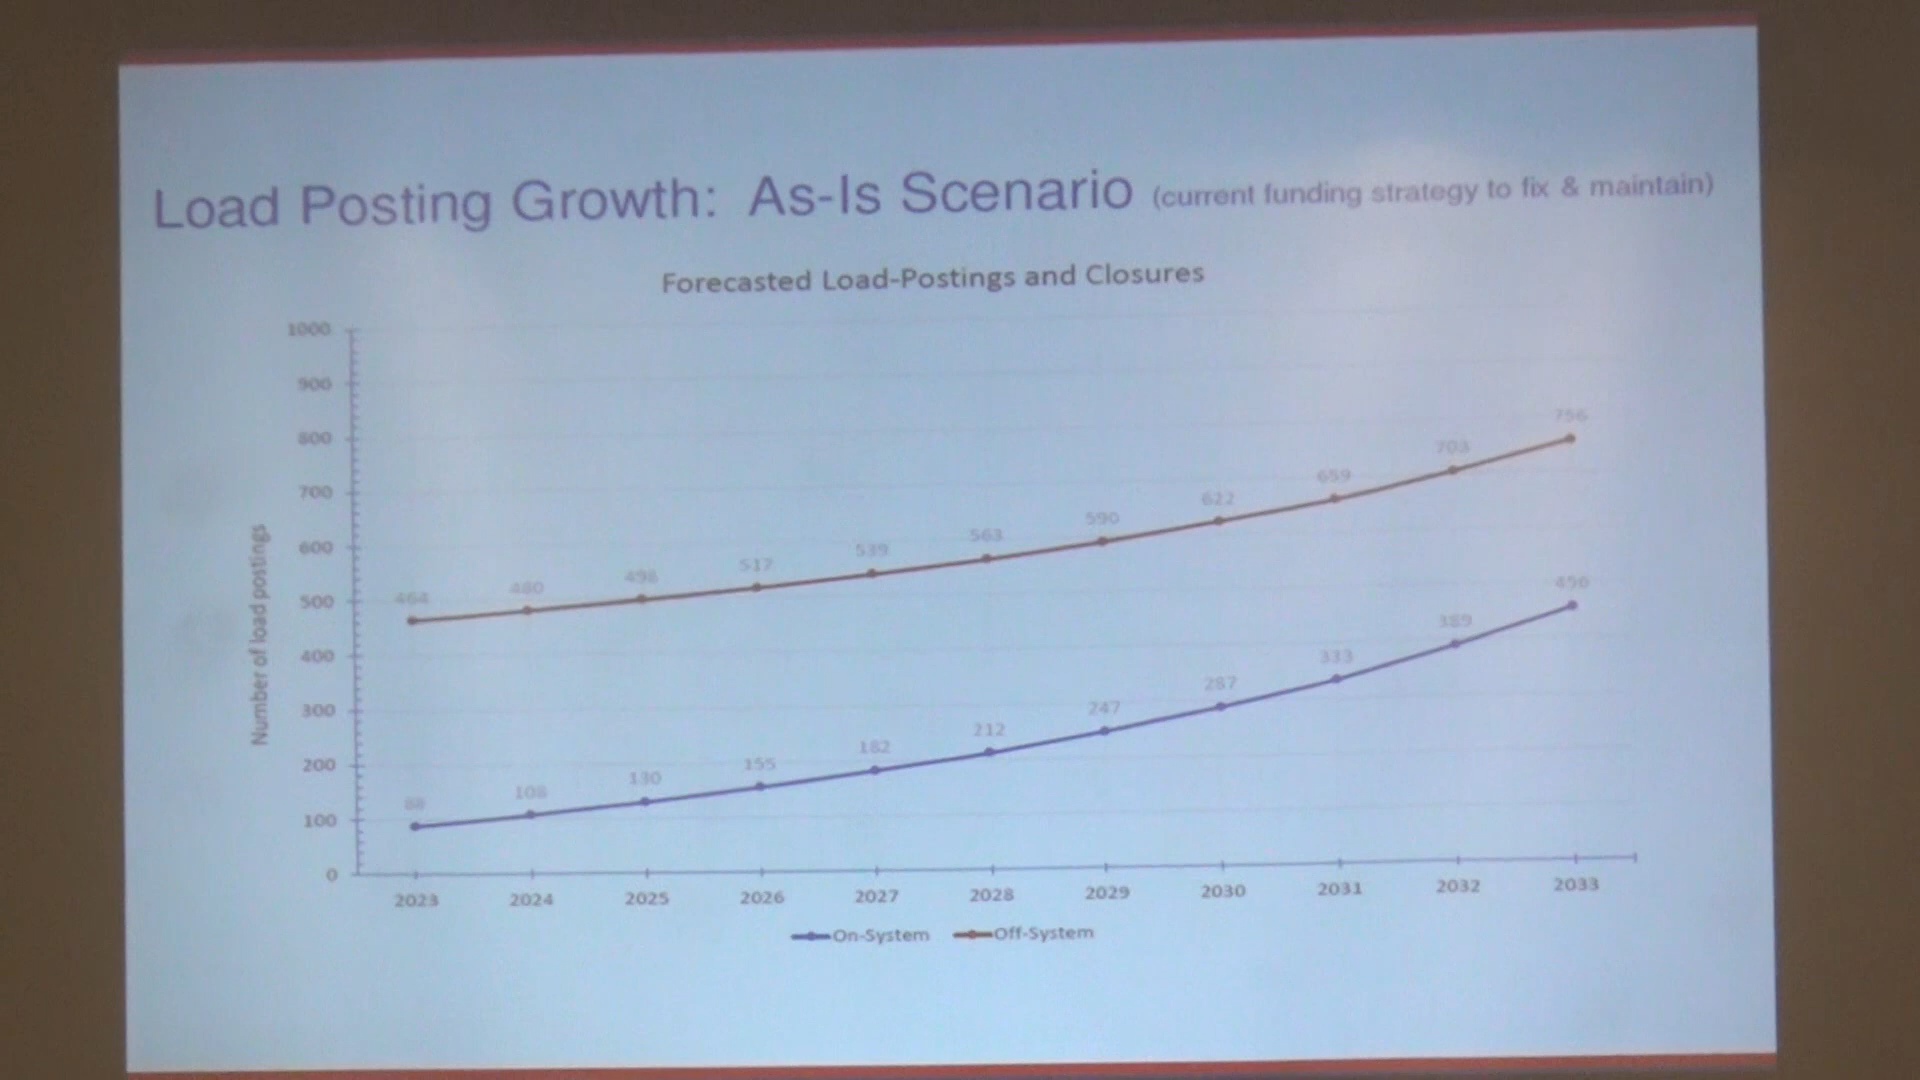 Load Posting Growth: As-Is Scenario (current funding strategy to fix & maintain)
Forecasted Load-Postings and Closures
1000
900
800
700
600
500
400
300
200
100
0
Number of load postings
464 480 498 517 539 563 590 622 659 703 756
88 108 130 155 182 212 247 287 333 389
2023 2024 2025 2026 2027 2028 2029 2030 2031 2032 2033
On-System Off-System